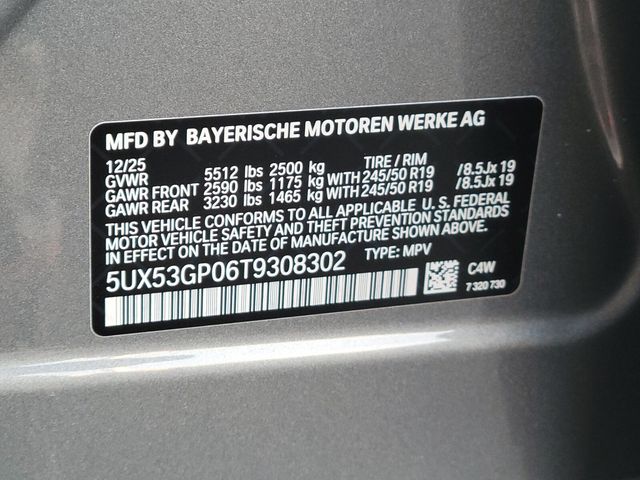 MFD BY BAYERISCHE MOTOREN WERKE AG
12/25 TIRE / RIM
GVWR 5512 lbs 2500 kg
GAWR FRONT 2590 lbs 1175 kg WITH 245/50 R19 /8.5Jx 19
GAWR REAR 3230 lbs 1465 kg WITH 245/50 R19 /8.5Jx 19
THIS VEHICLE CONFORMS TO ALL APPLICABLE U. S. FEDERAL
MOTOR VEHICLE SAFETY AND THEFT PREVENTION STANDARDS
IN EFFECT ON THE DATE OF MANUFACTURE SHOWN ABOVE.
5UX53GP06T9308302 TYPE: MPV
C4W
7 320 730